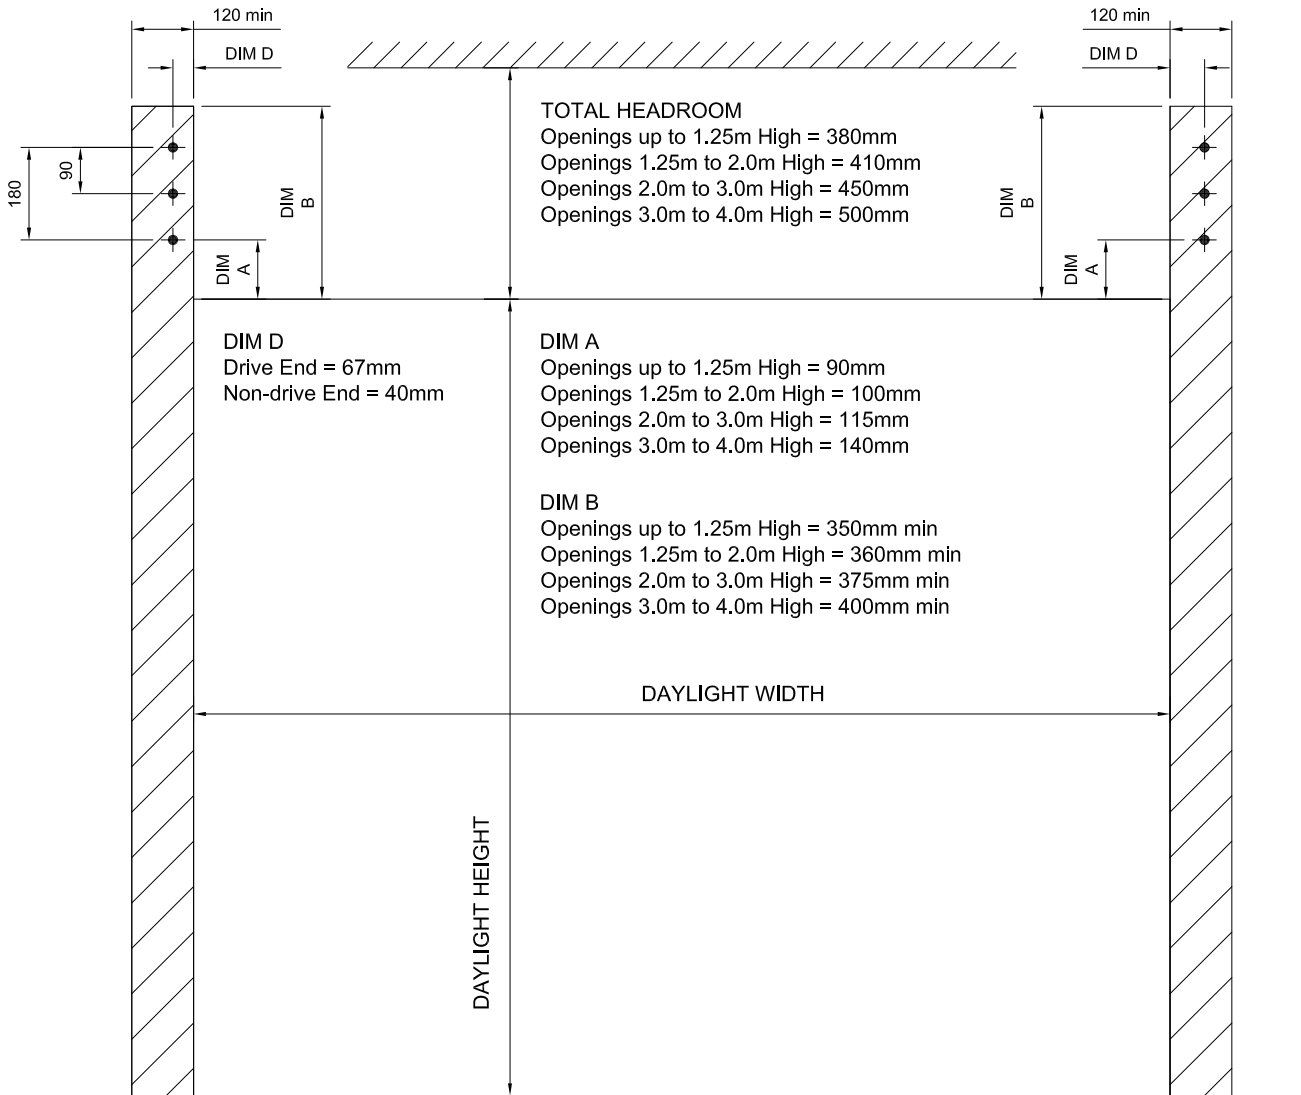 120 min
120 min
DIM D
DIM D
TOTAL HEADROOM
Openings up to 1.25m High = 380mm
Openings 1.25m to 2.0m High = 410mm
Openings 2.0m to 3.0m High = 450mm
Openings 3.0m to 4.0m High = 500mm
180
90
DIM
B
DIM
B
DIM
A
DIM
A
DIM D
Drive End = 67mm
Non-drive End = 40mm
DIM A
Openings up to 1.25m High = 90mm
Openings 1.25m to 2.0m High = 100mm
Openings 2.0m to 3.0m High = 115mm
Openings 3.0m to 4.0m High = 140mm
DIM B
Openings up to 1.25m High = 350mm min
Openings 1.25m to 2.0m High = 360mm min
Openings 2.0m to 3.0m High = 375mm min
Openings 3.0m to 4.0m High = 400mm min
DAYLIGHT WIDTH
DAYLIGHT HEIGHT